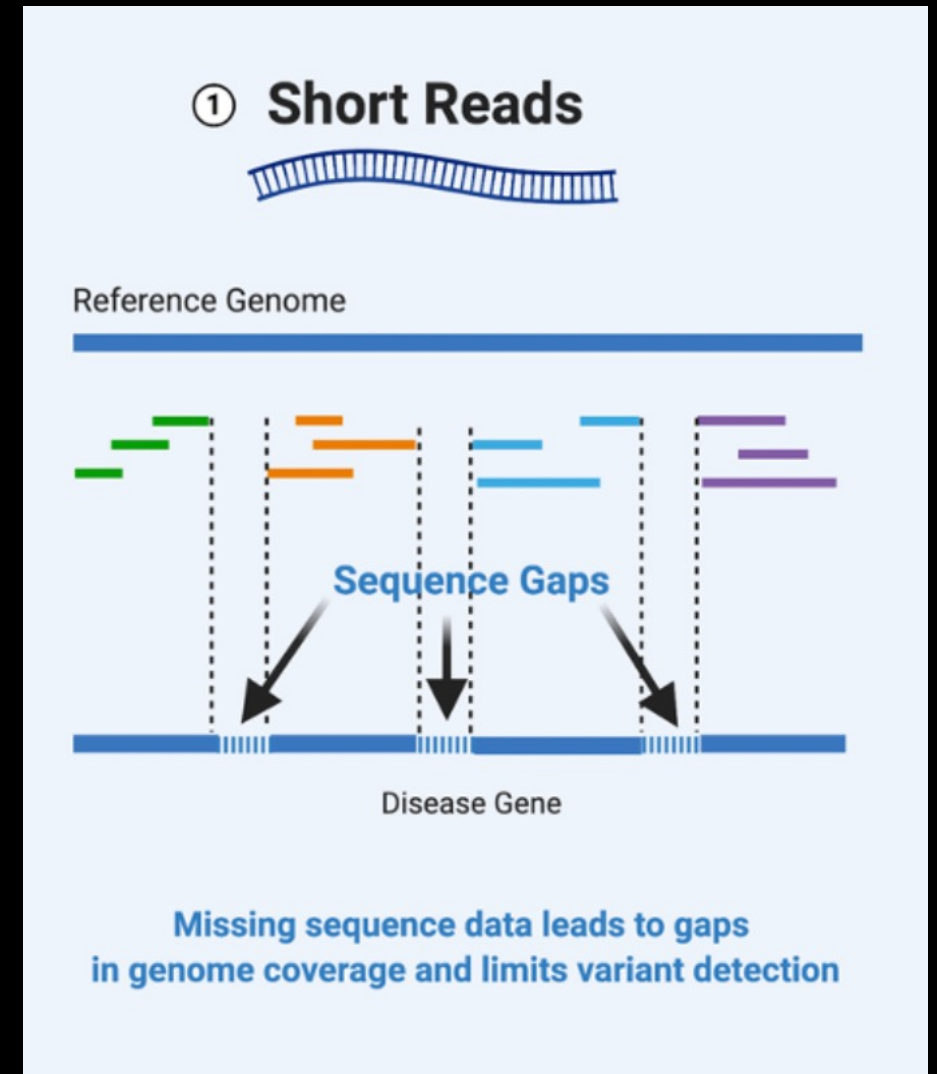 1 Short Reads
Reference Genome
Sequence Gaps
Disease Gene
Missing sequence data leads to gaps
in genome coverage and limits variant detection